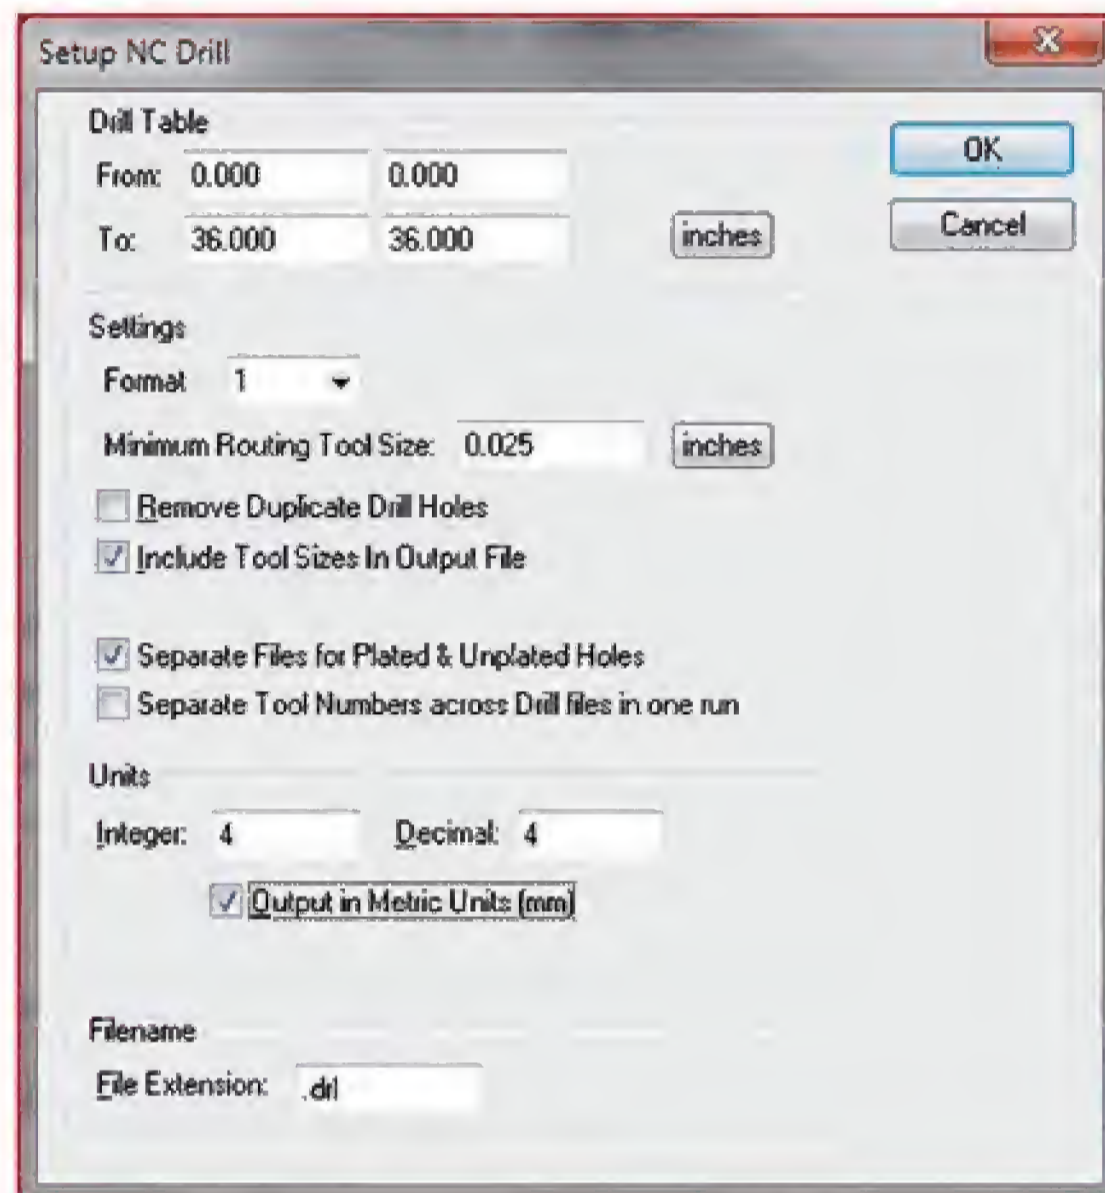 Setup NC Drill
Drill Table
OK
From: 0.000 0.000
To: 36.000 36.000 inches
Cancel
Settings
Format 1
Minimum Routing Tool Size: 0.025 inches
Remove Duplicate Drill Holes
Include Tool Sizes In Output File
Separate Files for Plated & Unplated Holes
Separate Tool Numbers across Drill files in one run
Units
Integer: 4 Decimal: 4
Output in Metric Units (mm)
Filename
File Extension: .drl